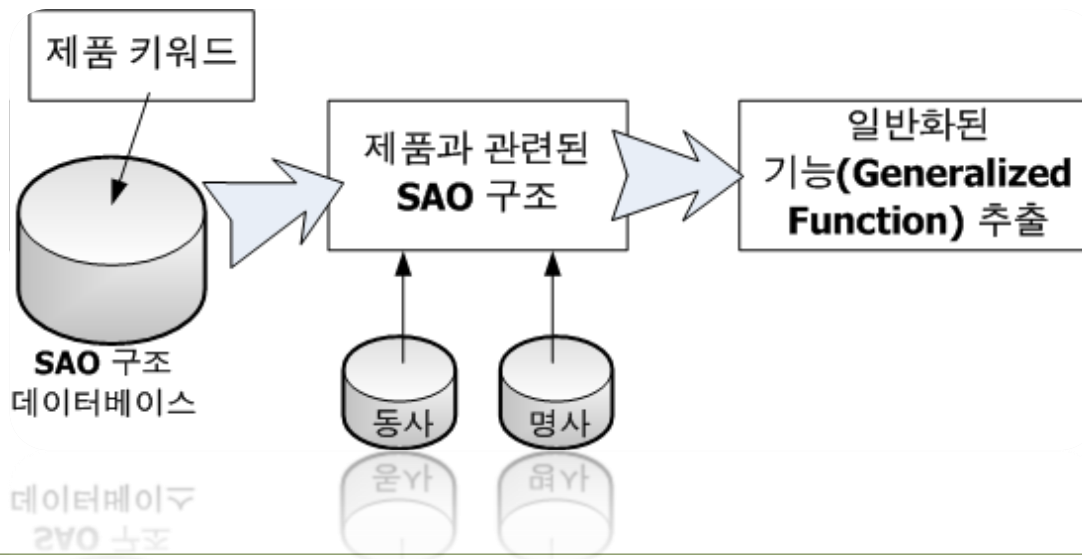 제품 키워드
SAO 구조
데이터베이스
제품과 관련된
SAO 구조
동사
명사
일반화된
기능(Generalized
Function) 추출